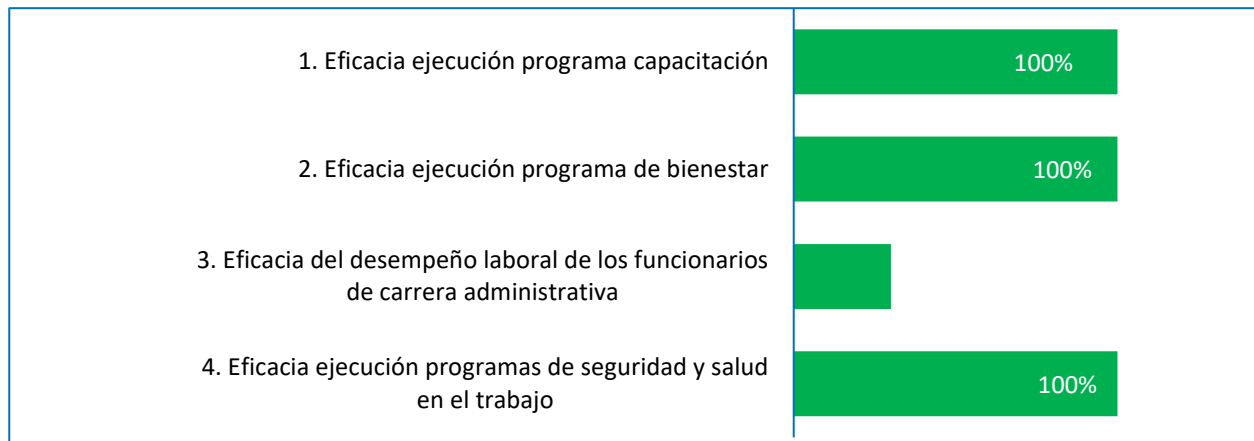 1. Eficacia ejecución programa capacitación
100%
2. Eficacia ejecución programa de bienestar
100%
3. Eficacia del desempeño laboral de los funcionarios
de carrera administrativa
4. Eficacia ejecución programas de seguridad y salud
en el trabajo
100%